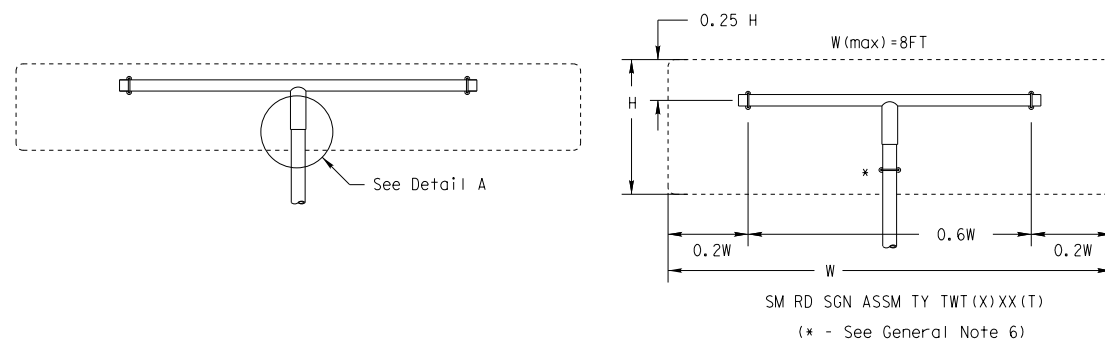 0.25 H
W(max)=8FT
H
*
See Detail A
0.2W
0.6W
0.2W
W
SM RD SGN ASSM TY TWT(X)XX(T)
(* - See General Note 6)